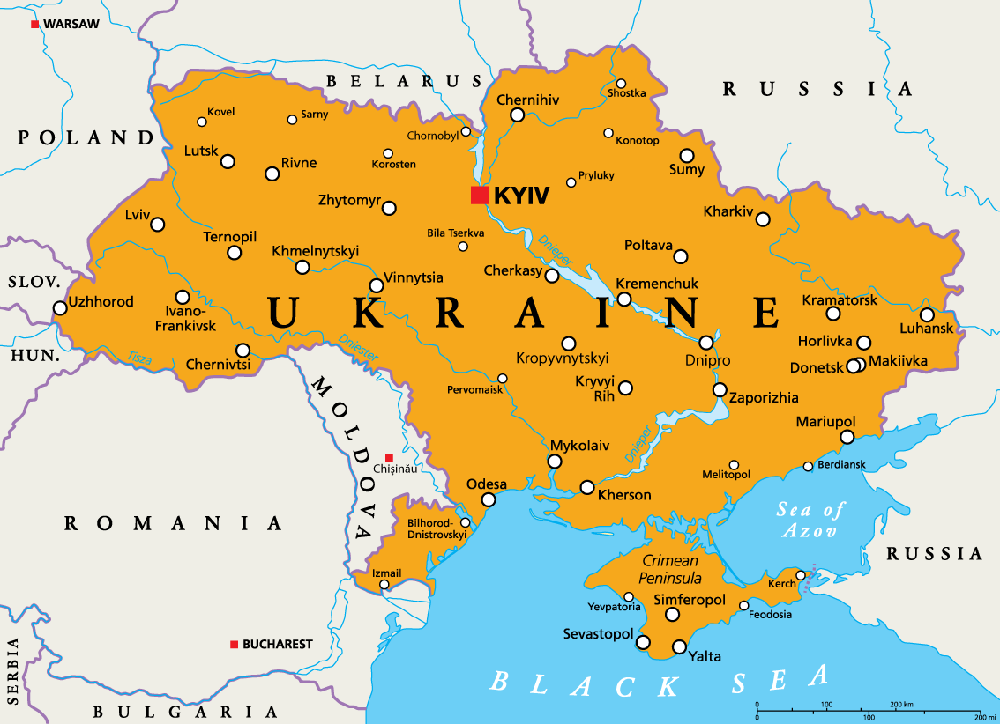 WARSAW
BELARUS
RUSSIA
POLAND
Shostka
Chernihiv
Kovel
Sarny
Chornobyl
Konotop
Korosten
Lutsk
Rivne
Sumy
Pryluky
KYIV
Zhytomyr
Lviv
Kharkiv
Ternopil
Bila Tserkva
Dnieper
Poltava
Khmelnytskyi
Cherkasy
Vinnytsia
Kremenchuk
SLOV.
Uzhhorod
Ivano-
Frankivsk
UKRAINE
Kramatorsk
Luhansk
HUN.
Tisza
Chernivtsi
Dniester
Kropyvnytskyi
Dnipro
Horlivka
Donetsk
Makiivka
MOLDOVA
Pervomaisk
Kryvyi
Rih
Zaporizhia
Mariupol
Dnieper
Mykolaiv
Chișinău
Melitopol
Berdiansk
Odesa
Kherson
Sea of
Azov
ROMANIA
Bilhorod-
Dnistrovskyi
RUSSIA
Izmail
Crimean
Peninsula
Kerch
Yevpatoria
Simferopol
Feodosia
Sevastopol
Yalta
SERBIA
BUCHAREST
BLACK SEA
BULGARIA
0 100 200 km
0 100 200 mi